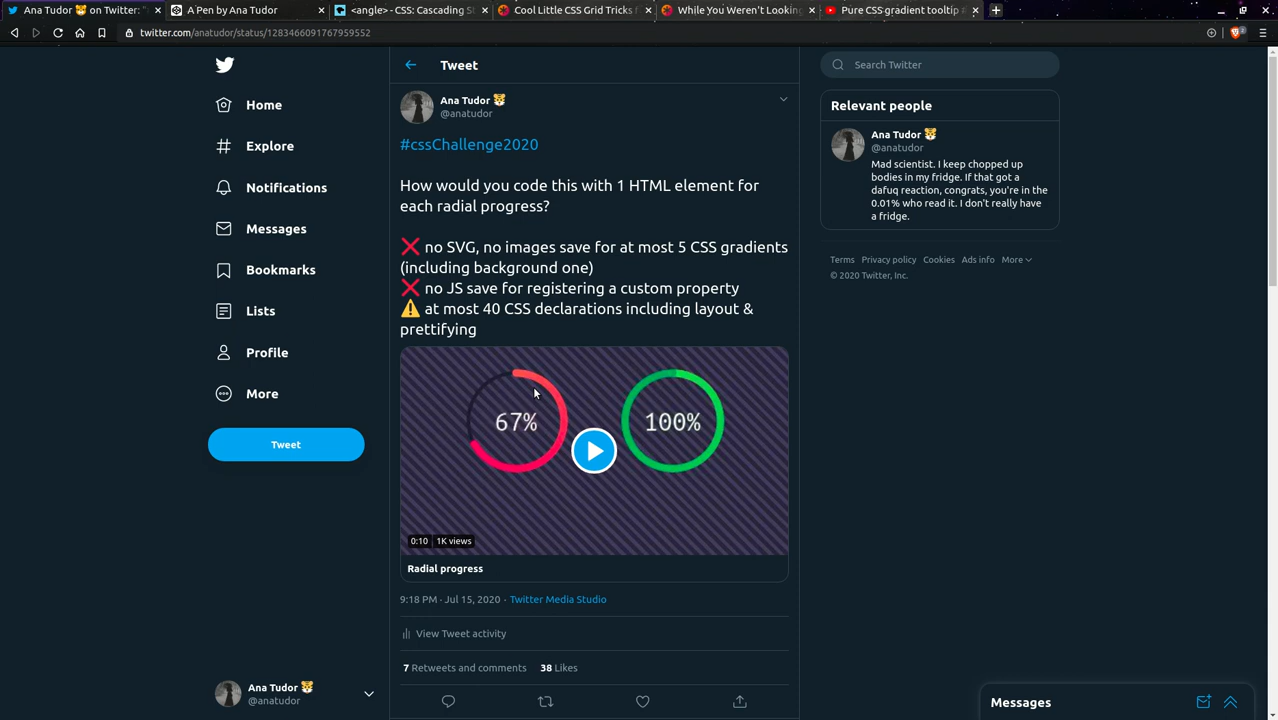 Ana Tudor 🐯 on Twitter: "
A Pen by Ana Tudor
<angle> - CSS: Cascading St
Cool Little CSS Grid Tricks f
While You Weren't Looking
Pure CSS gradient tooltip #
twitter.com/anatudor/status/1283466091767959552
2
Home
Explore
Notifications
Messages
Bookmarks
Lists
Profile
More
Tweet
Ana Tudor 🐯
@anatudor
Tweet
Ana Tudor 🐯
@anatudor
#cssChallenge2020
How would you code this with 1 HTML element for
each radial progress?
❌ no SVG, no images save for at most 5 CSS gradients
(including background one)
❌ no JS save for registering a custom property
⚠️ at most 40 CSS declarations including layout &
prettifying
67%
100%
0:10
1K views
Radial progress
9:18 PM · Jul 15, 2020 · Twitter Media Studio
View Tweet activity
7 Retweets and comments 38 Likes
Search Twitter
Relevant people
Ana Tudor 🐯
@anatudor
Mad scientist. I keep chopped up
bodies in my fridge. If that got a
dafuq reaction, congrats, you're in the
0.01% who read it. I don't really have
a fridge.
Terms Privacy policy Cookies Ads info More
© 2020 Twitter, Inc.
Messages